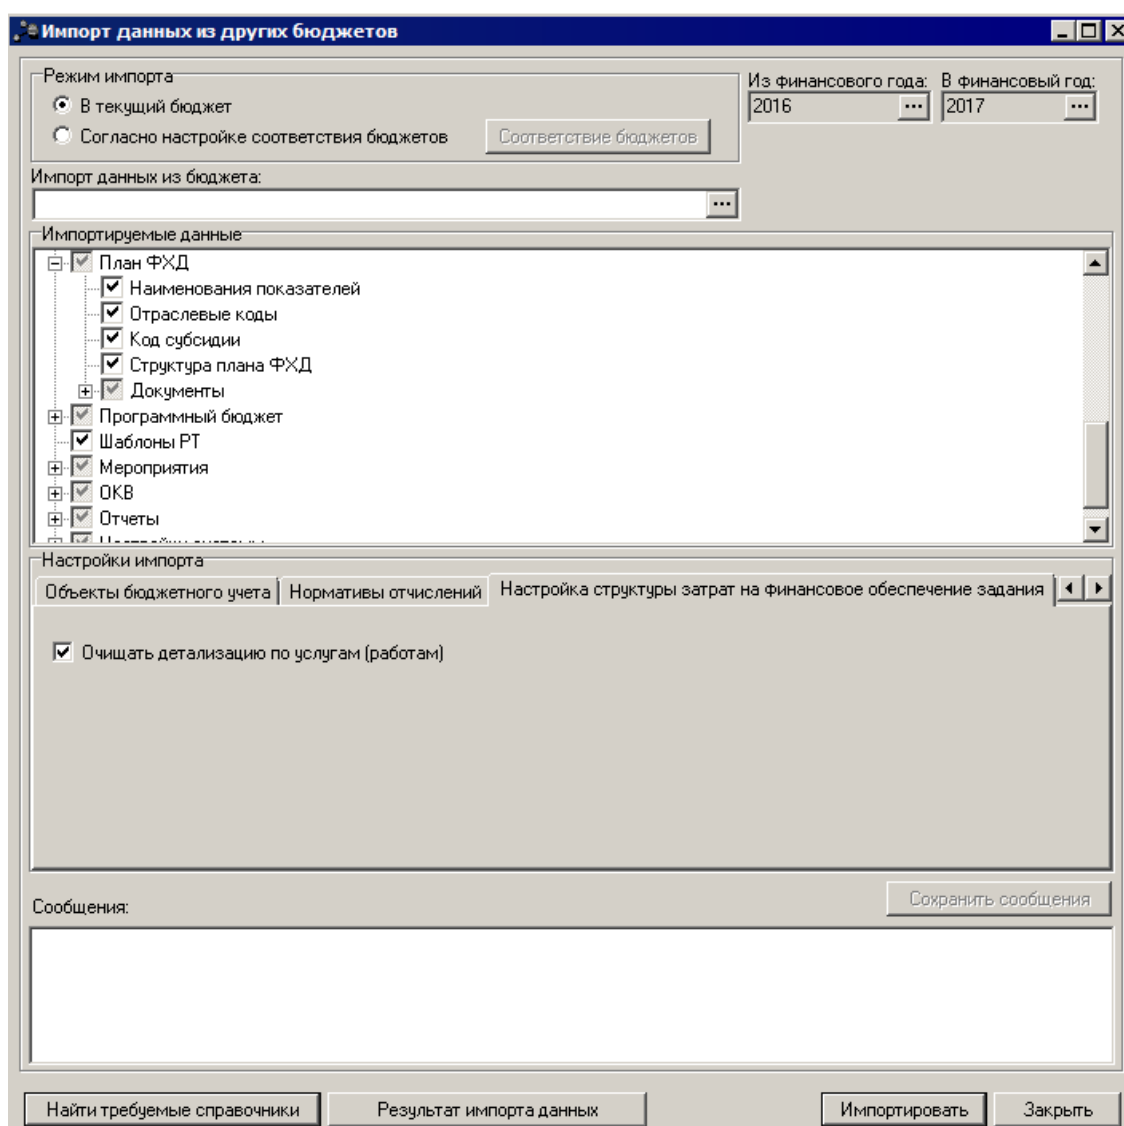 Импорт данных из других бюджетов
Режим импорта
В текущий бюджет
Согласно настройке соответствия бюджетов
Соответствие бюджетов
Из финансового года: В финансовый год:
2016 ... 2017 ...
Импорт данных из бюджета:
...
Импортируемые данные
План ФХД
Наименования показателей
Отраслевые коды
Код субсидии
Структура плана ФХД
Документы
Программный бюджет
Шаблоны РТ
Мероприятия
ОКВ
Отчеты
Настройки импорта
Объекты бюджетного учета Нормативы отчислений Настройка структуры затрат на финансовое обеспечение задания
Очищать детализацию по услугам (работам)
Сохранить сообщения
Сообщения:
Найти требуемые справочники Результат импорта данных Импортировать Закрыть